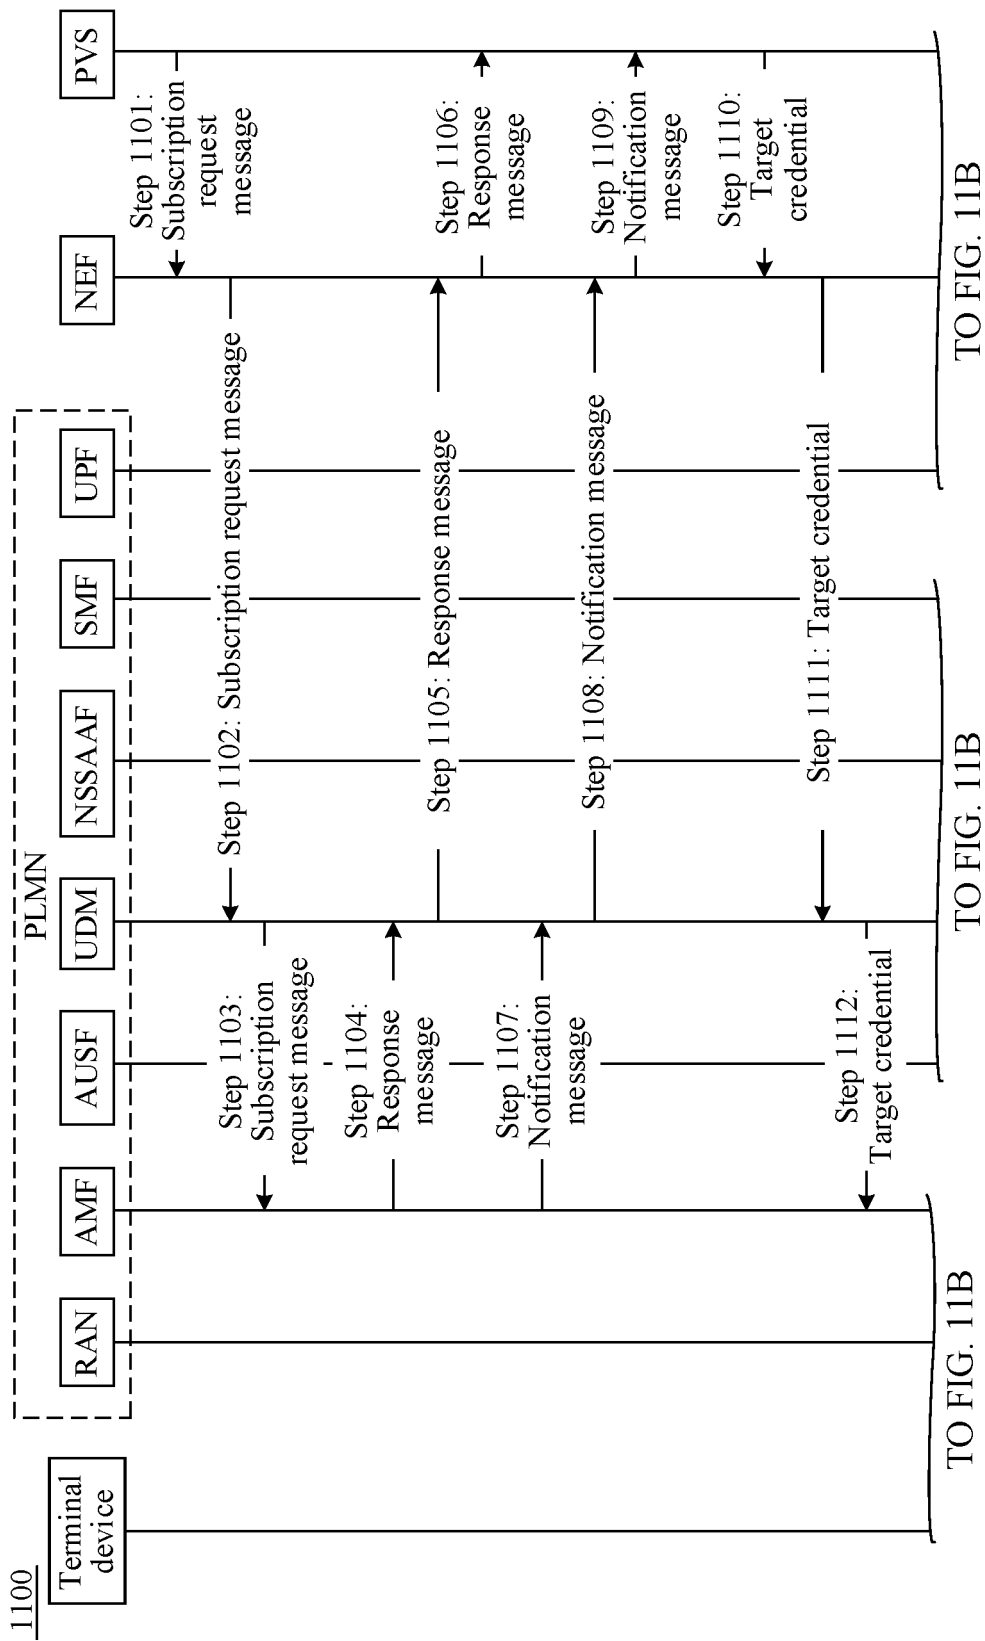 1100
PLMN
Terminal
device
RAN
AMF
AUSF
UDM
NSSAAF
SMF
UPF
NEF
PVS
Step 1101:
Subscription
request
message
Step 1102: Subscription request message
Step 1103:
Subscription
request message
Step 1104:
Response
message
Step 1105: Response message
Step 1106:
Response
message
Step 1107:
Notification
message
Step 1108: Notification message
Step 1109:
Notification
message
Step 1110:
Target
credential
Step 1111: Target credential
Step 1112:
Target credential
TO FIG. 11B
TO FIG. 11B
TO FIG. 11B